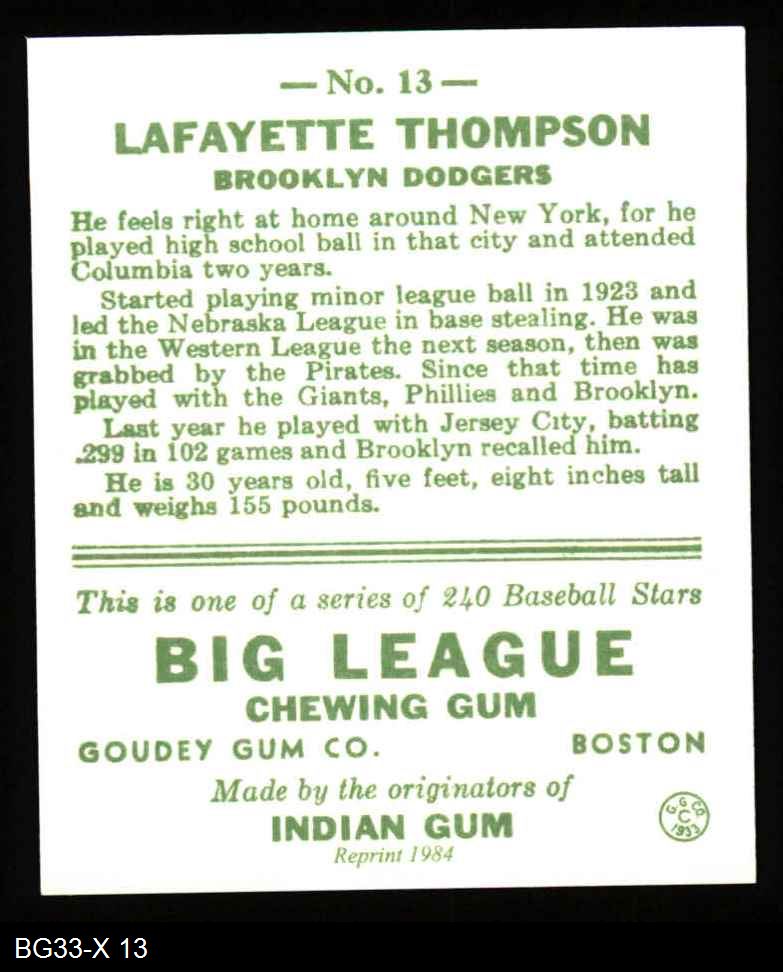 — No. 13 —
LAFAYETTE THOMPSON
BROOKLYN DODGERS
He feels right at home around New York, for he
played high school ball in that city and attended
Columbia two years.
Started playing minor league ball in 1923 and
led the Nebraska League in base stealing. He was
in the Western League the next season, then was
grabbed by the Pirates. Since that time has
played with the Giants, Phillies and Brooklyn.
Last year he played with Jersey City, batting
.299 in 102 games and Brooklyn recalled him.
He is 30 years old, five feet, eight inches tall
and weighs 155 pounds.
This is one of a series of 240 Baseball Stars
BIG LEAGUE
CHEWING GUM
GOUDEY GUM CO. BOSTON
Made by the originators of
INDIAN GUM
Reprint 1984
G G CO
C
1933
BG33-X 13